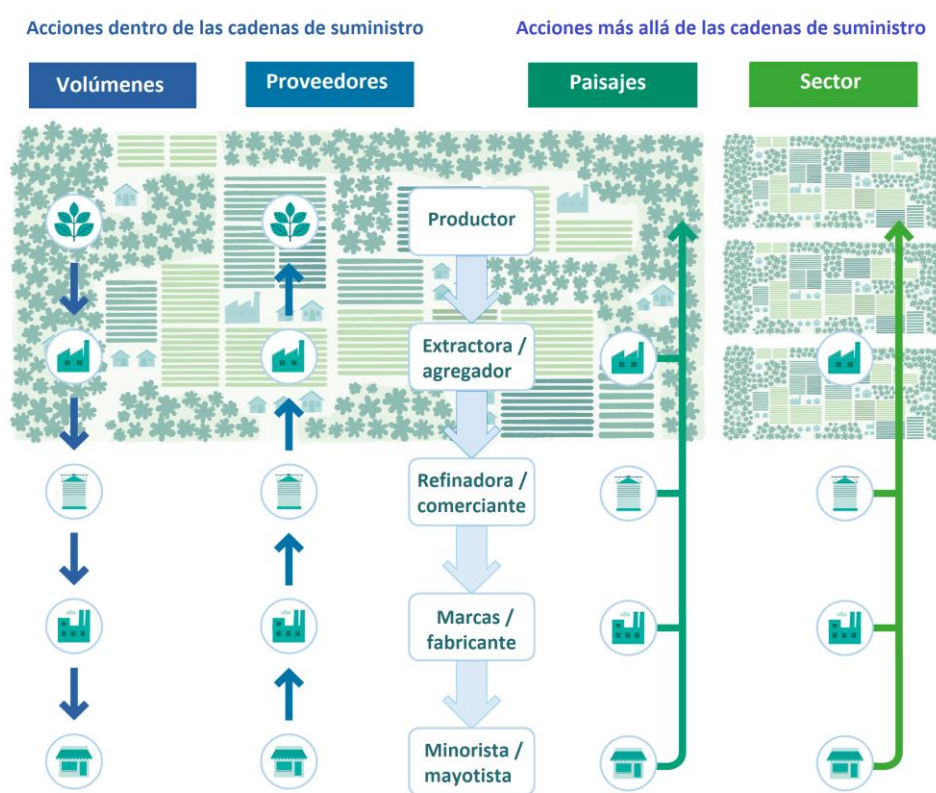 Acciones dentro de las cadenas de suministro
Acciones más allá de las cadenas de suministro
Volúmenes
Proveedores
Paisajes
Sector
Productor
Extractora /
agregador
Refinadora /
comerciante
Marcas /
fabricante
Minorista /
mayotista